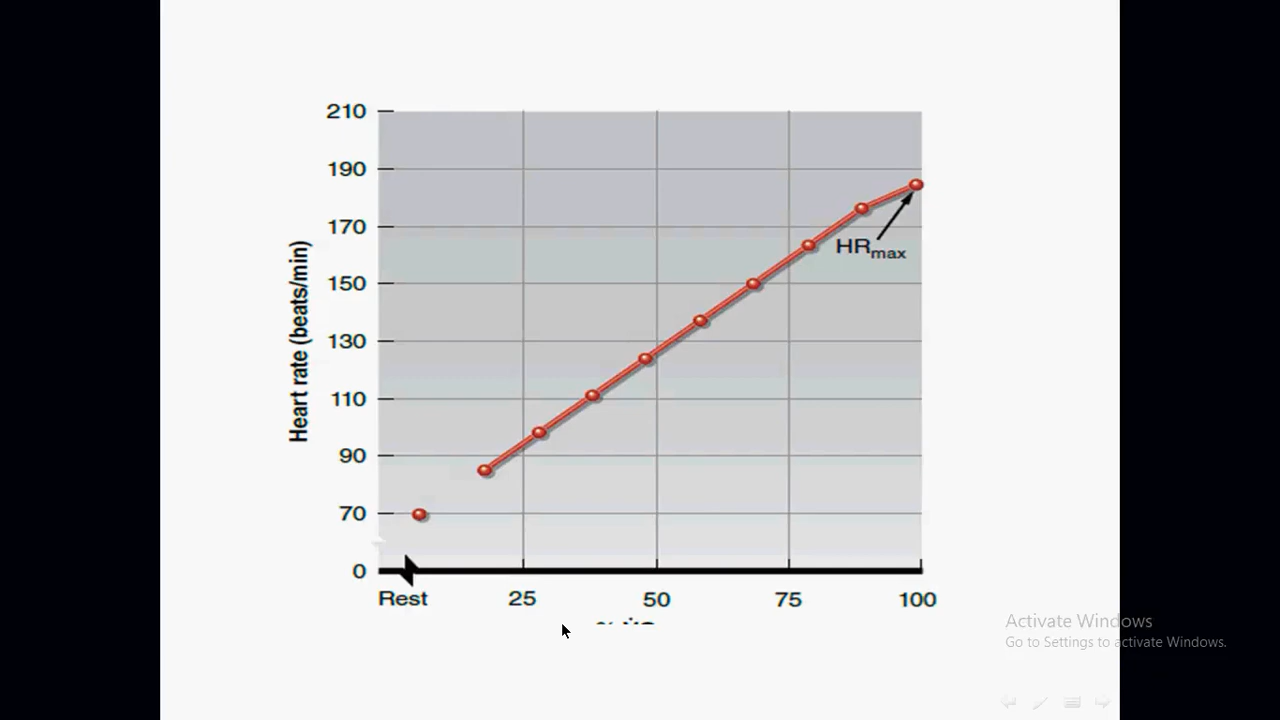 210
190
170
150
130
110
90
70
0
Heart rate (beats/min)
HRmax
Rest 25 50 75 100
Activate Windows
Go to Settings to activate Windows.